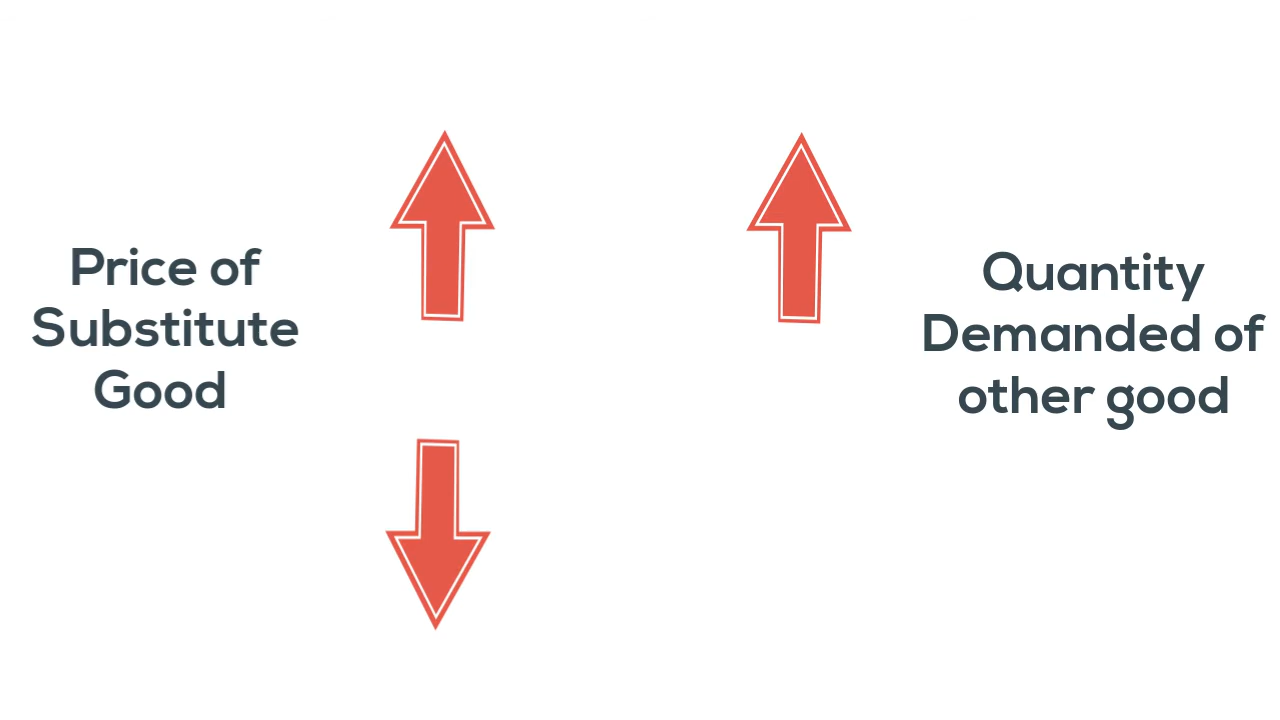 Price of
Substitute
Good
Quantity
Demanded of
other good